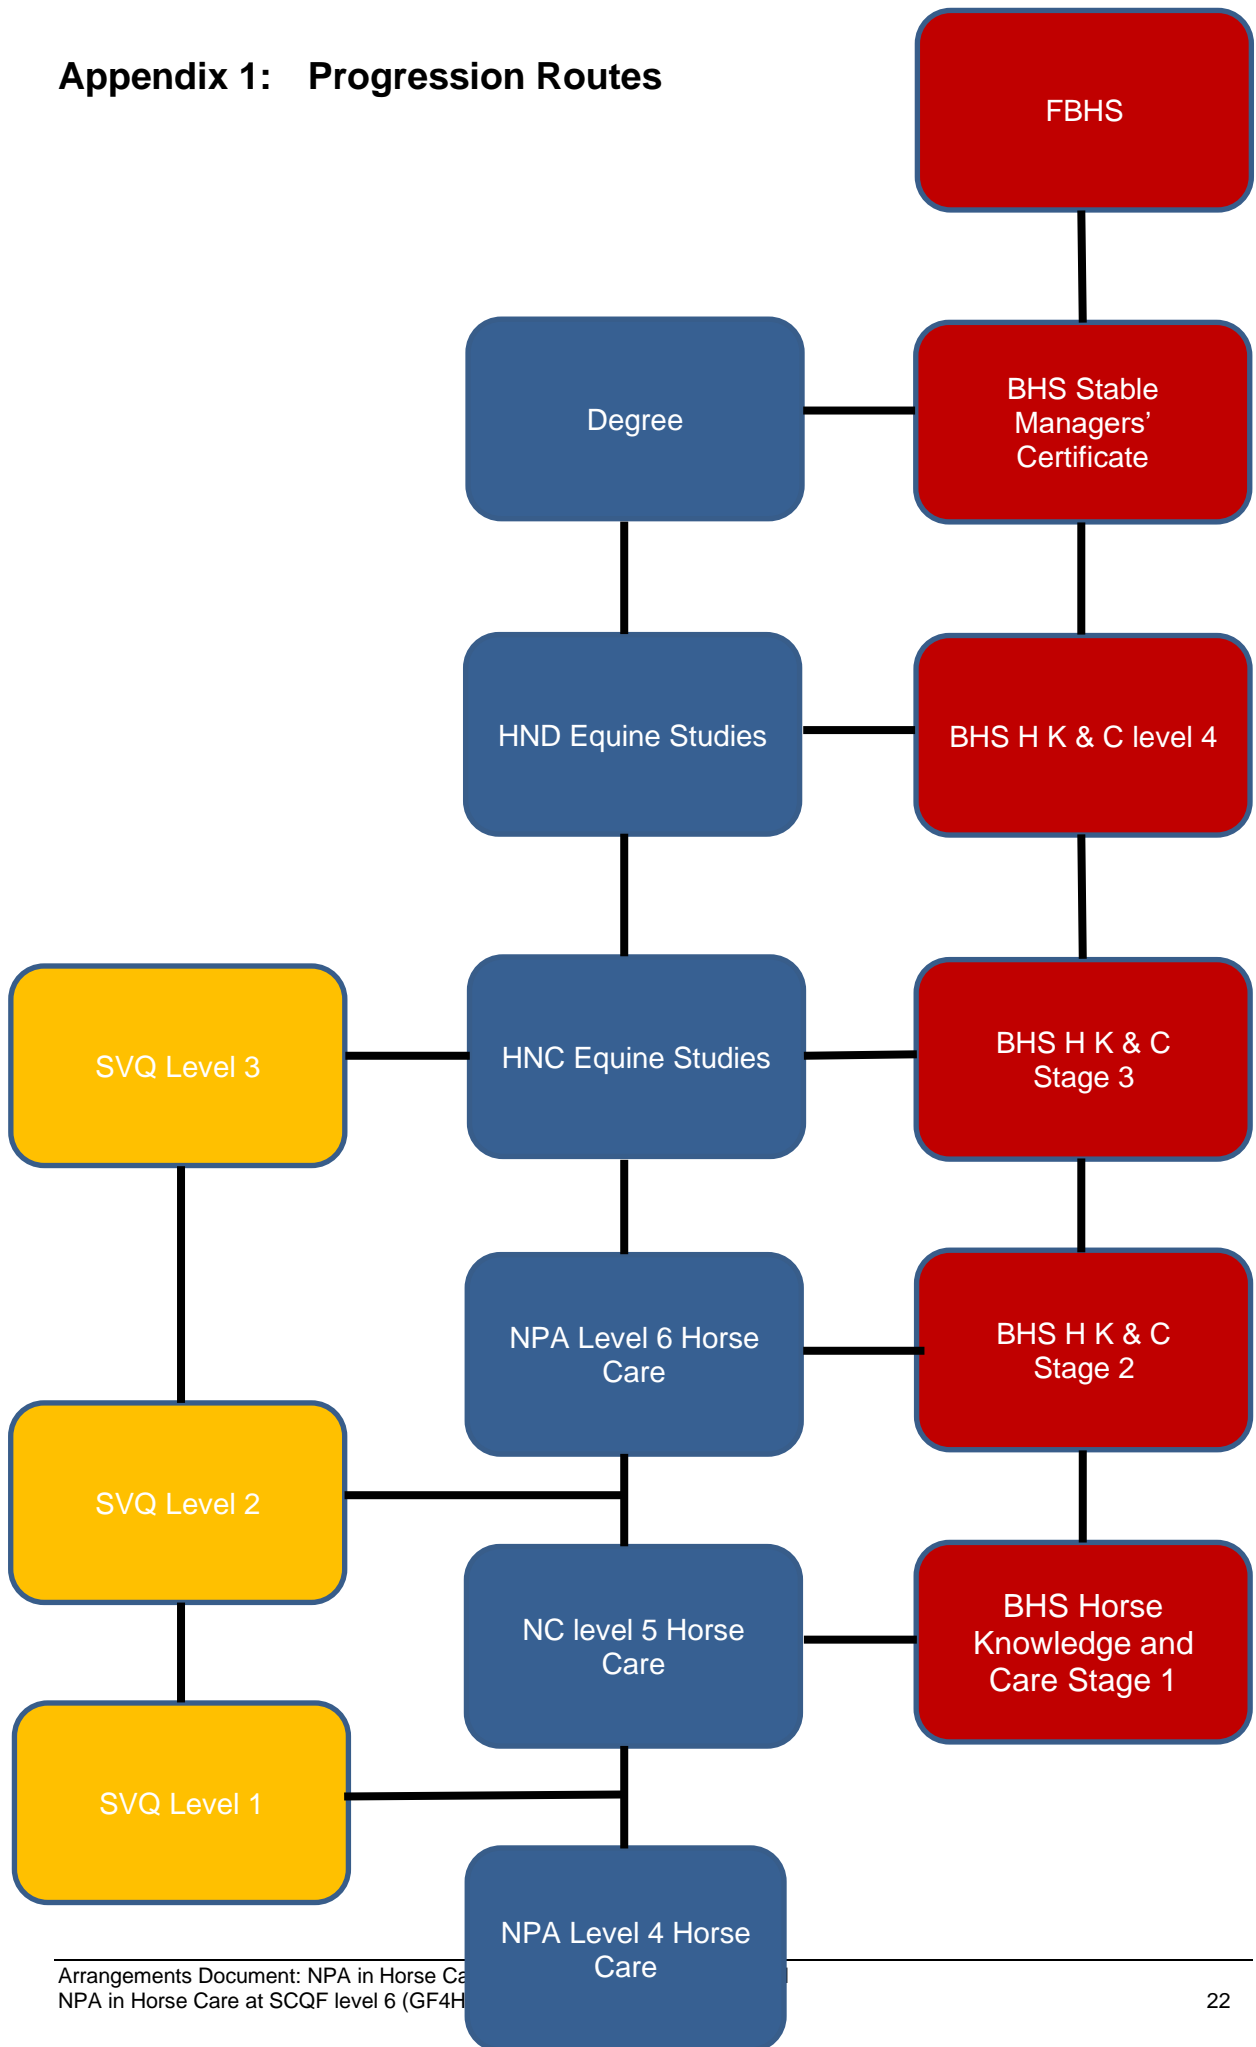 Appendix 1: Progression Routes
FBHS
Degree
BHS Stable
Managers’
Certificate
HND Equine Studies
BHS H K & C level 4
SVQ Level 3
HNC Equine Studies
BHS H K & C
Stage 3
NPA Level 6 Horse
Care
BHS H K & C
Stage 2
SVQ Level 2
NC level 5 Horse
Care
BHS Horse
Knowledge and
Care Stage 1
SVQ Level 1
NPA Level 4 Horse
Care
Arrangements Document: NPA in Horse
NPA in Horse Care at SCQF level 6 (GF4H
22